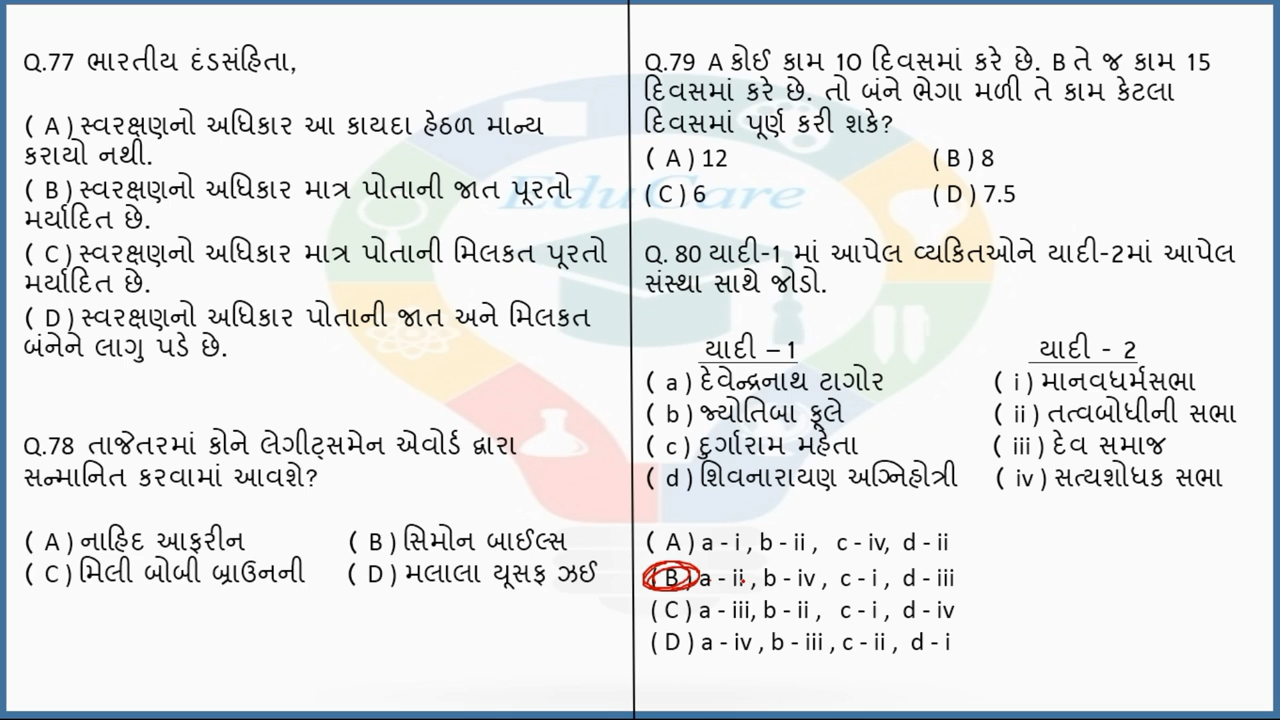 Q.77 ભારતીય દંડસંહિતા,
( A ) સ્વરક્ષણનો અધિકાર આ કાયદા હેઠળ માન્ય
કરાયો નથી.
( B ) સ્વરક્ષણનો અધિકાર માત્ર પોતાની જાત પૂરતો
મર્યાદિત છે.
( C ) સ્વરક્ષણનો અધિકાર માત્ર પોતાની મિલકત પૂરતો
મર્યાદિત છે.
( D ) સ્વરક્ષણનો અધિકાર પોતાની જાત અને મિલકત
બંનેને લાગુ પડે છે.
Q.78 તાજેતરમાં કોને લેગીટ્સમેન એવોર્ડ દ્વારા
સન્માનિત કરવામાં આવશે?
( A ) નાહિદ આફરીન ( B ) સિમોન બાઈલ્સ
( C ) મિલી બોબી બ્રાઉનની ( D ) મલાલા યૂસફ ઝઈ
Q.79 A કોઈ કામ 10 દિવસમાં કરે છે. B તે જ કામ 15
દિવસમાં કરે છે. તો બંને ભેગા મળી તે કામ કેટલા
દિવસમાં પૂર્ણ કરી શકે?
( A ) 12 ( B ) 8
( C ) 6 ( D ) 7.5
EduCare
Q. 80 યાદી-1 માં આપેલ વ્યકિતઓને યાદી-2માં આપેલ
સંસ્થા સાથે જોડો.
યાદી – 1 યાદી - 2
( a ) દેવેન્દ્રનાથ ટાગોર ( i ) માનવધર્મસભા
( b ) જ્યોતિબા ફૂલે ( ii ) તત્વબોધીની સભા
( c ) દુર્ગારામ મહેતા ( iii ) દેવ સમાજ
( d ) શિવનારાયણ અગ્નિહોત્રી ( iv ) સત્યશોધક સભા
( A ) a - i , b - ii , c - iv, d - ii
( B ) a - ii , b - iv , c - i , d - iii
( C ) a - iii, b - ii , c - i , d - iv
( D ) a - iv , b - iii , c - ii , d - i